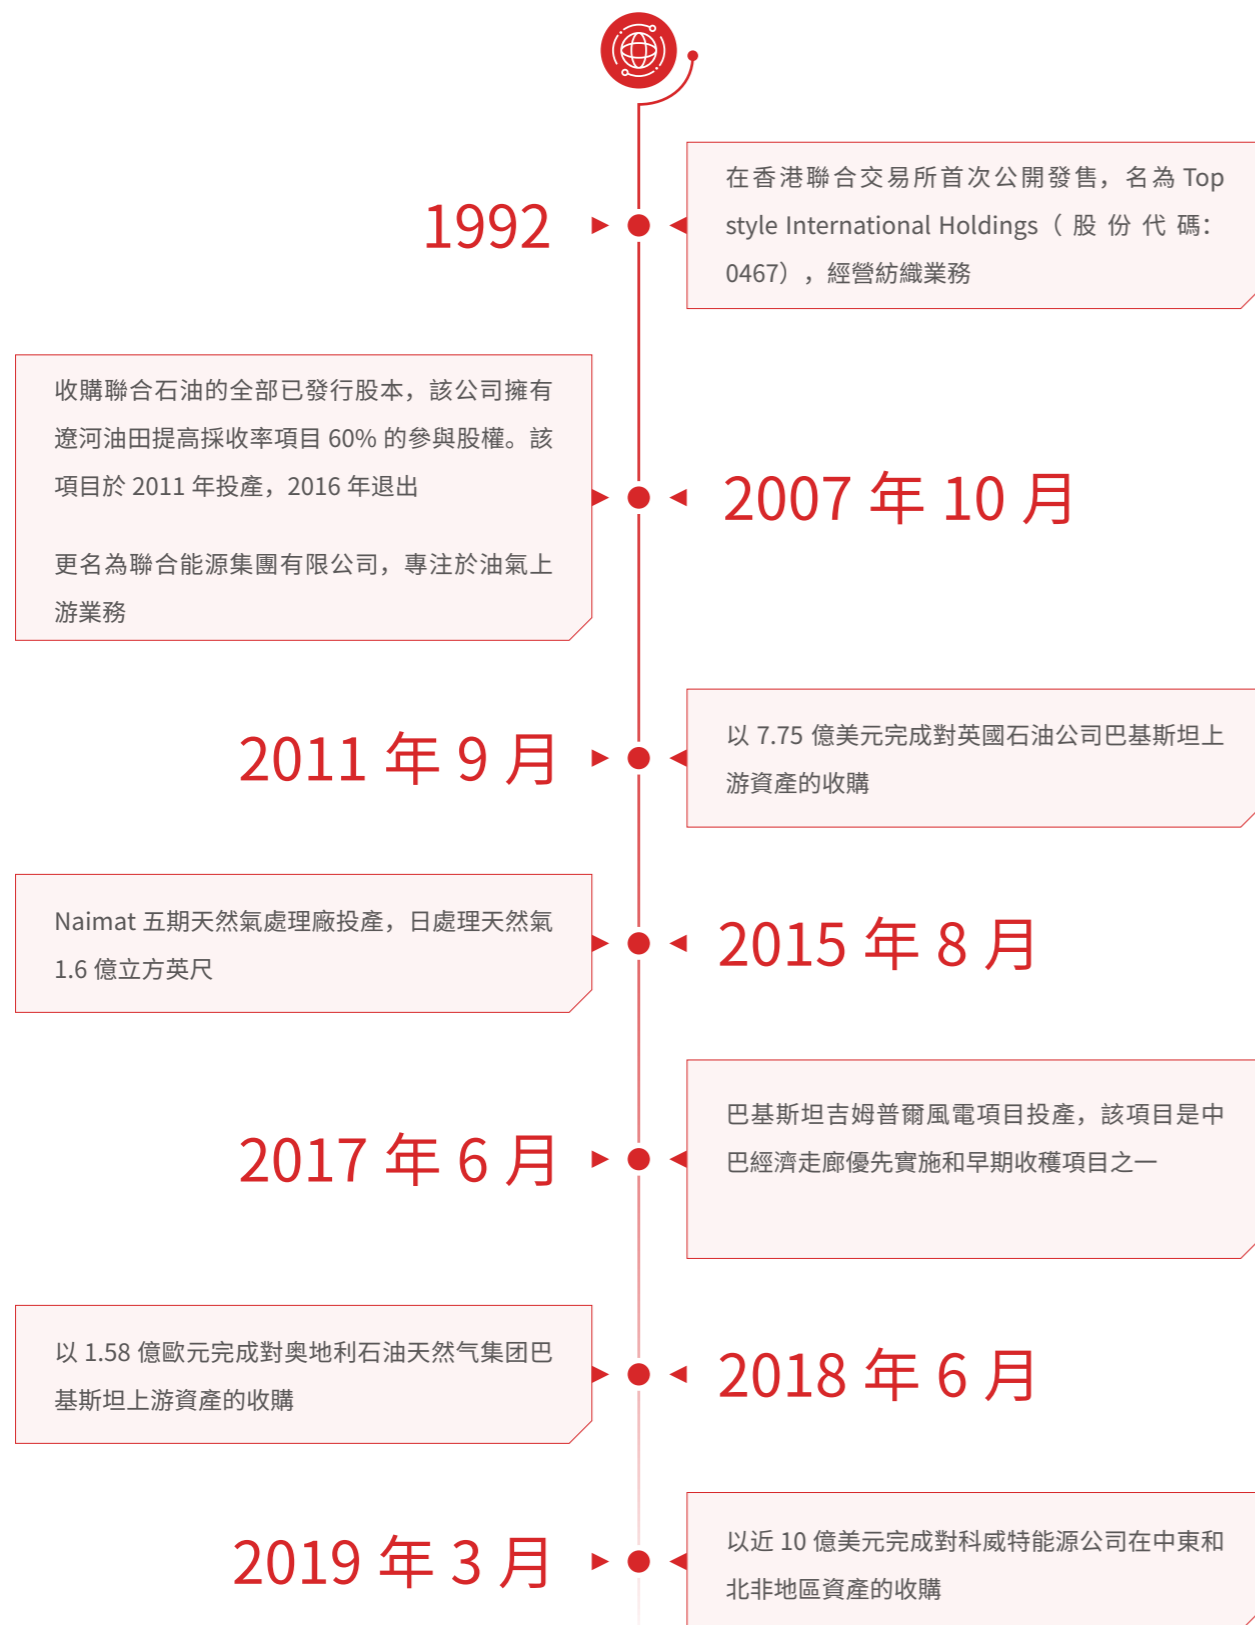 1992
在香港聯合交易所首次公開發售，名為 Top
style International Holdings（股份代碼：
0467），經營紡織業務
收購聯合石油的全部已發行股本，該公司擁有
遼河油田提高採收率項目 60% 的參與股權。該
項目於 2011 年投產，2016 年退出
更名為聯合能源集團有限公司，專注於油氣上
游業務
2007 年 10 月
2011 年 9 月
以 7.75 億美元完成對英國石油公司巴基斯坦上
游資產的收購
Naimat 五期天然氣處理廠投產，日處理天然氣
1.6 億立方英尺
2015 年 8 月
2017 年 6 月
巴基斯坦吉姆普爾風電項目投產，該項目是中
巴經濟走廊優先實施和早期收穫項目之一
以 1.58 億歐元完成對奥地利石油天然气集团巴
基斯坦上游資產的收購
2018 年 6 月
2019 年 3 月
以近 10 億美元完成對科威特能源公司在中東和
北非地區資產的收購